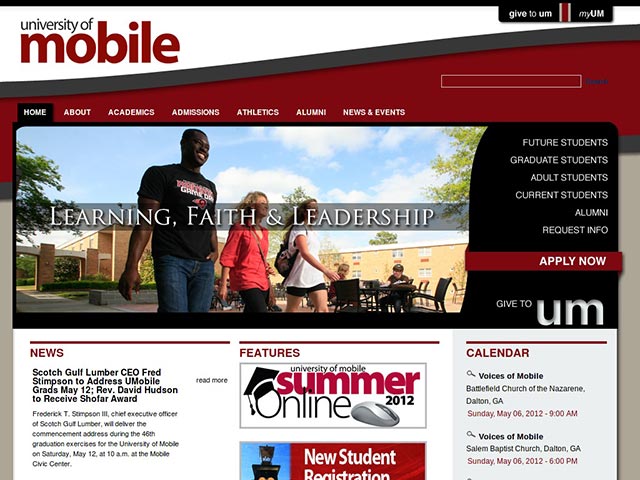 give to um
myUM
university of
mobile
HOME
ABOUT
ACADEMICS
ADMISSIONS
ATHLETICS
ALUMNI
NEWS & EVENTS
FUTURE STUDENTS
GRADUATE STUDENTS
ADULT STUDENTS
CURRENT STUDENTS
ALUMNI
REQUEST INFO
LEARNING, FAITH & LEADERSHIP
APPLY NOW
GIVE TO um
NEWS
Scotch Gulf Lumber CEO Fred
Stimpson to Address UMobile
Grads May 12; Rev. David Hudson
to Receive Shofar Award
read more
Frederick T. Stimpson III, chief executive officer
of Scotch Gulf Lumber, will deliver the
commencement address during the 46th
graduation exercises for the University of Mobile
on Saturday, May 12, at 10 a.m. at the Mobile
Civic Center.
FEATURES
university of mobile
summer
Online
2012
New Student
Registration
CALENDAR
Voices of Mobile
Battlefield Church of the Nazarene,
Dalton, GA
Sunday, May 06, 2012 - 9:00 AM
Voices of Mobile
Salem Baptist Church, Dalton, GA
Sunday, May 06, 2012 - 6:00 PM